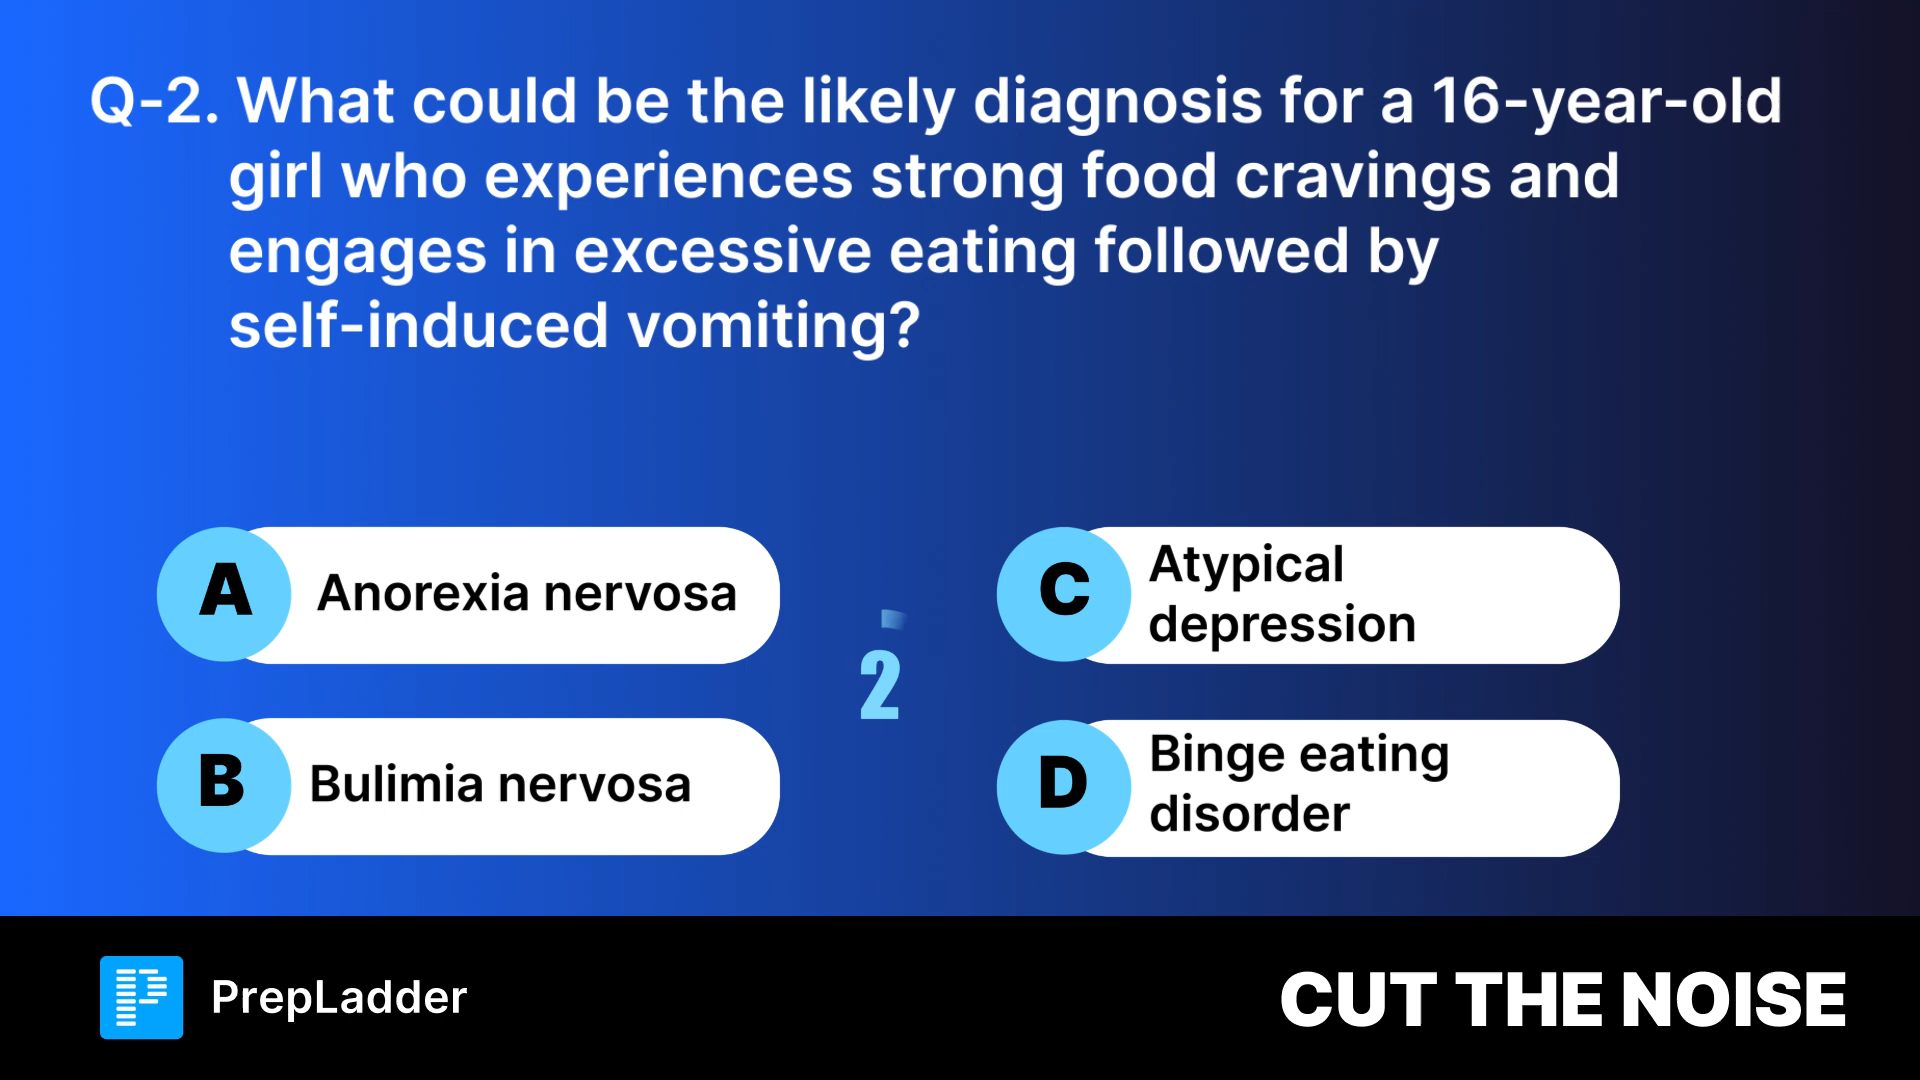 Q-2. What could be the likely diagnosis for a 16-year-old
girl who experiences strong food cravings and
engages in excessive eating followed by
self-induced vomiting?
A Anorexia nervosa
B Bulimia nervosa
2
C Atypical
depression
D Binge eating
disorder
PrepLadder
CUT THE NOISE